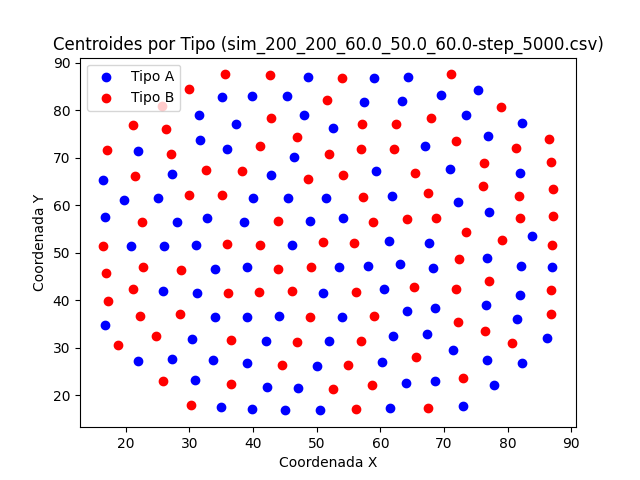 Centroides por Tipo (sim_200_200_60.0_50.0_60.0-step_5000.csv)
Tipo A
Tipo B
90
80
70
60
50
40
30
20
Coordenada Y
20 30 40 50 60 70 80 90
Coordenada X